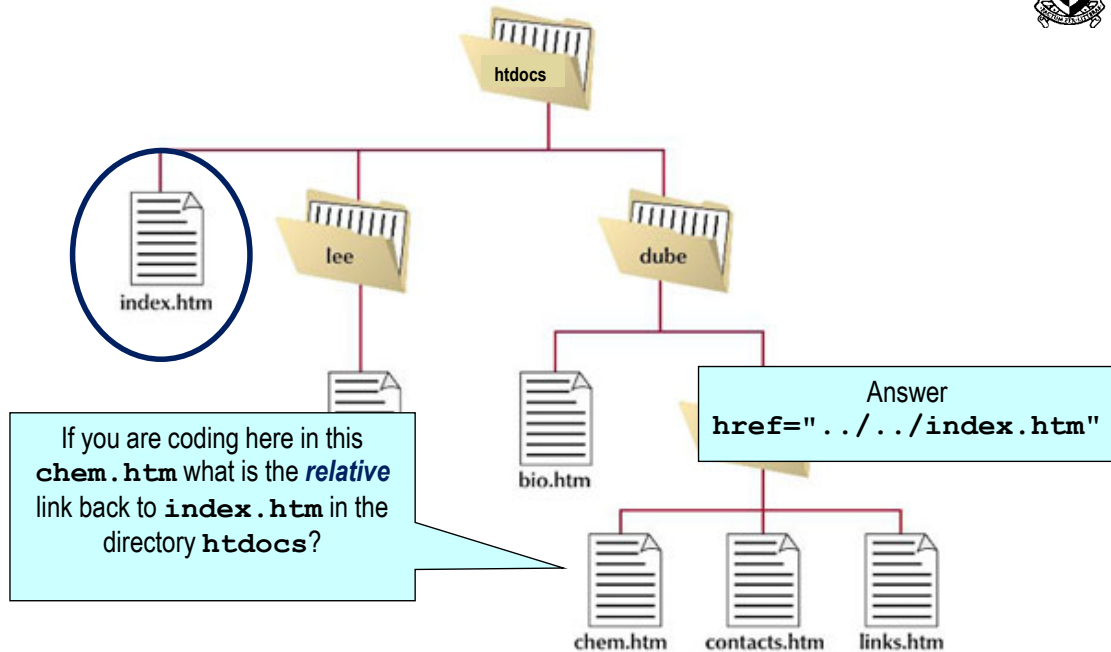 htdocs
index.htm
lee
dube
Answer
href="../../index.htm"
If you are coding here in this
chem.htm what is the relative
link back to index.htm in the
directory htdocs?
bio.htm
chem.htm contacts.htm links.htm